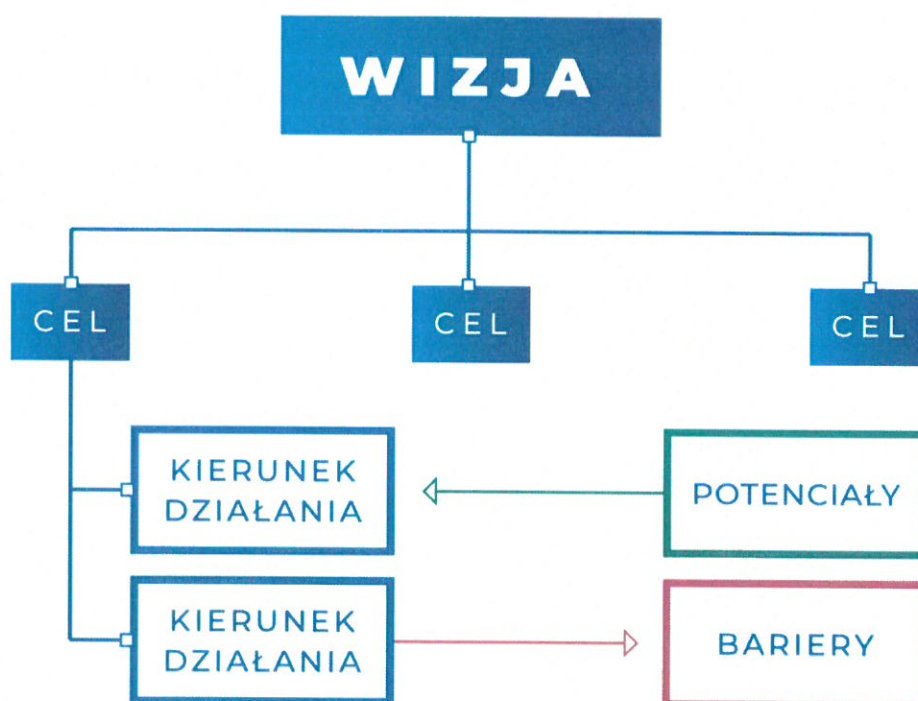 WIZJA
CEL
CEL
CEL
KIERUNEK
DZIAŁANIA
POTENCIAŁY
KIERUNEK
DZIAŁANIA
BARIERY